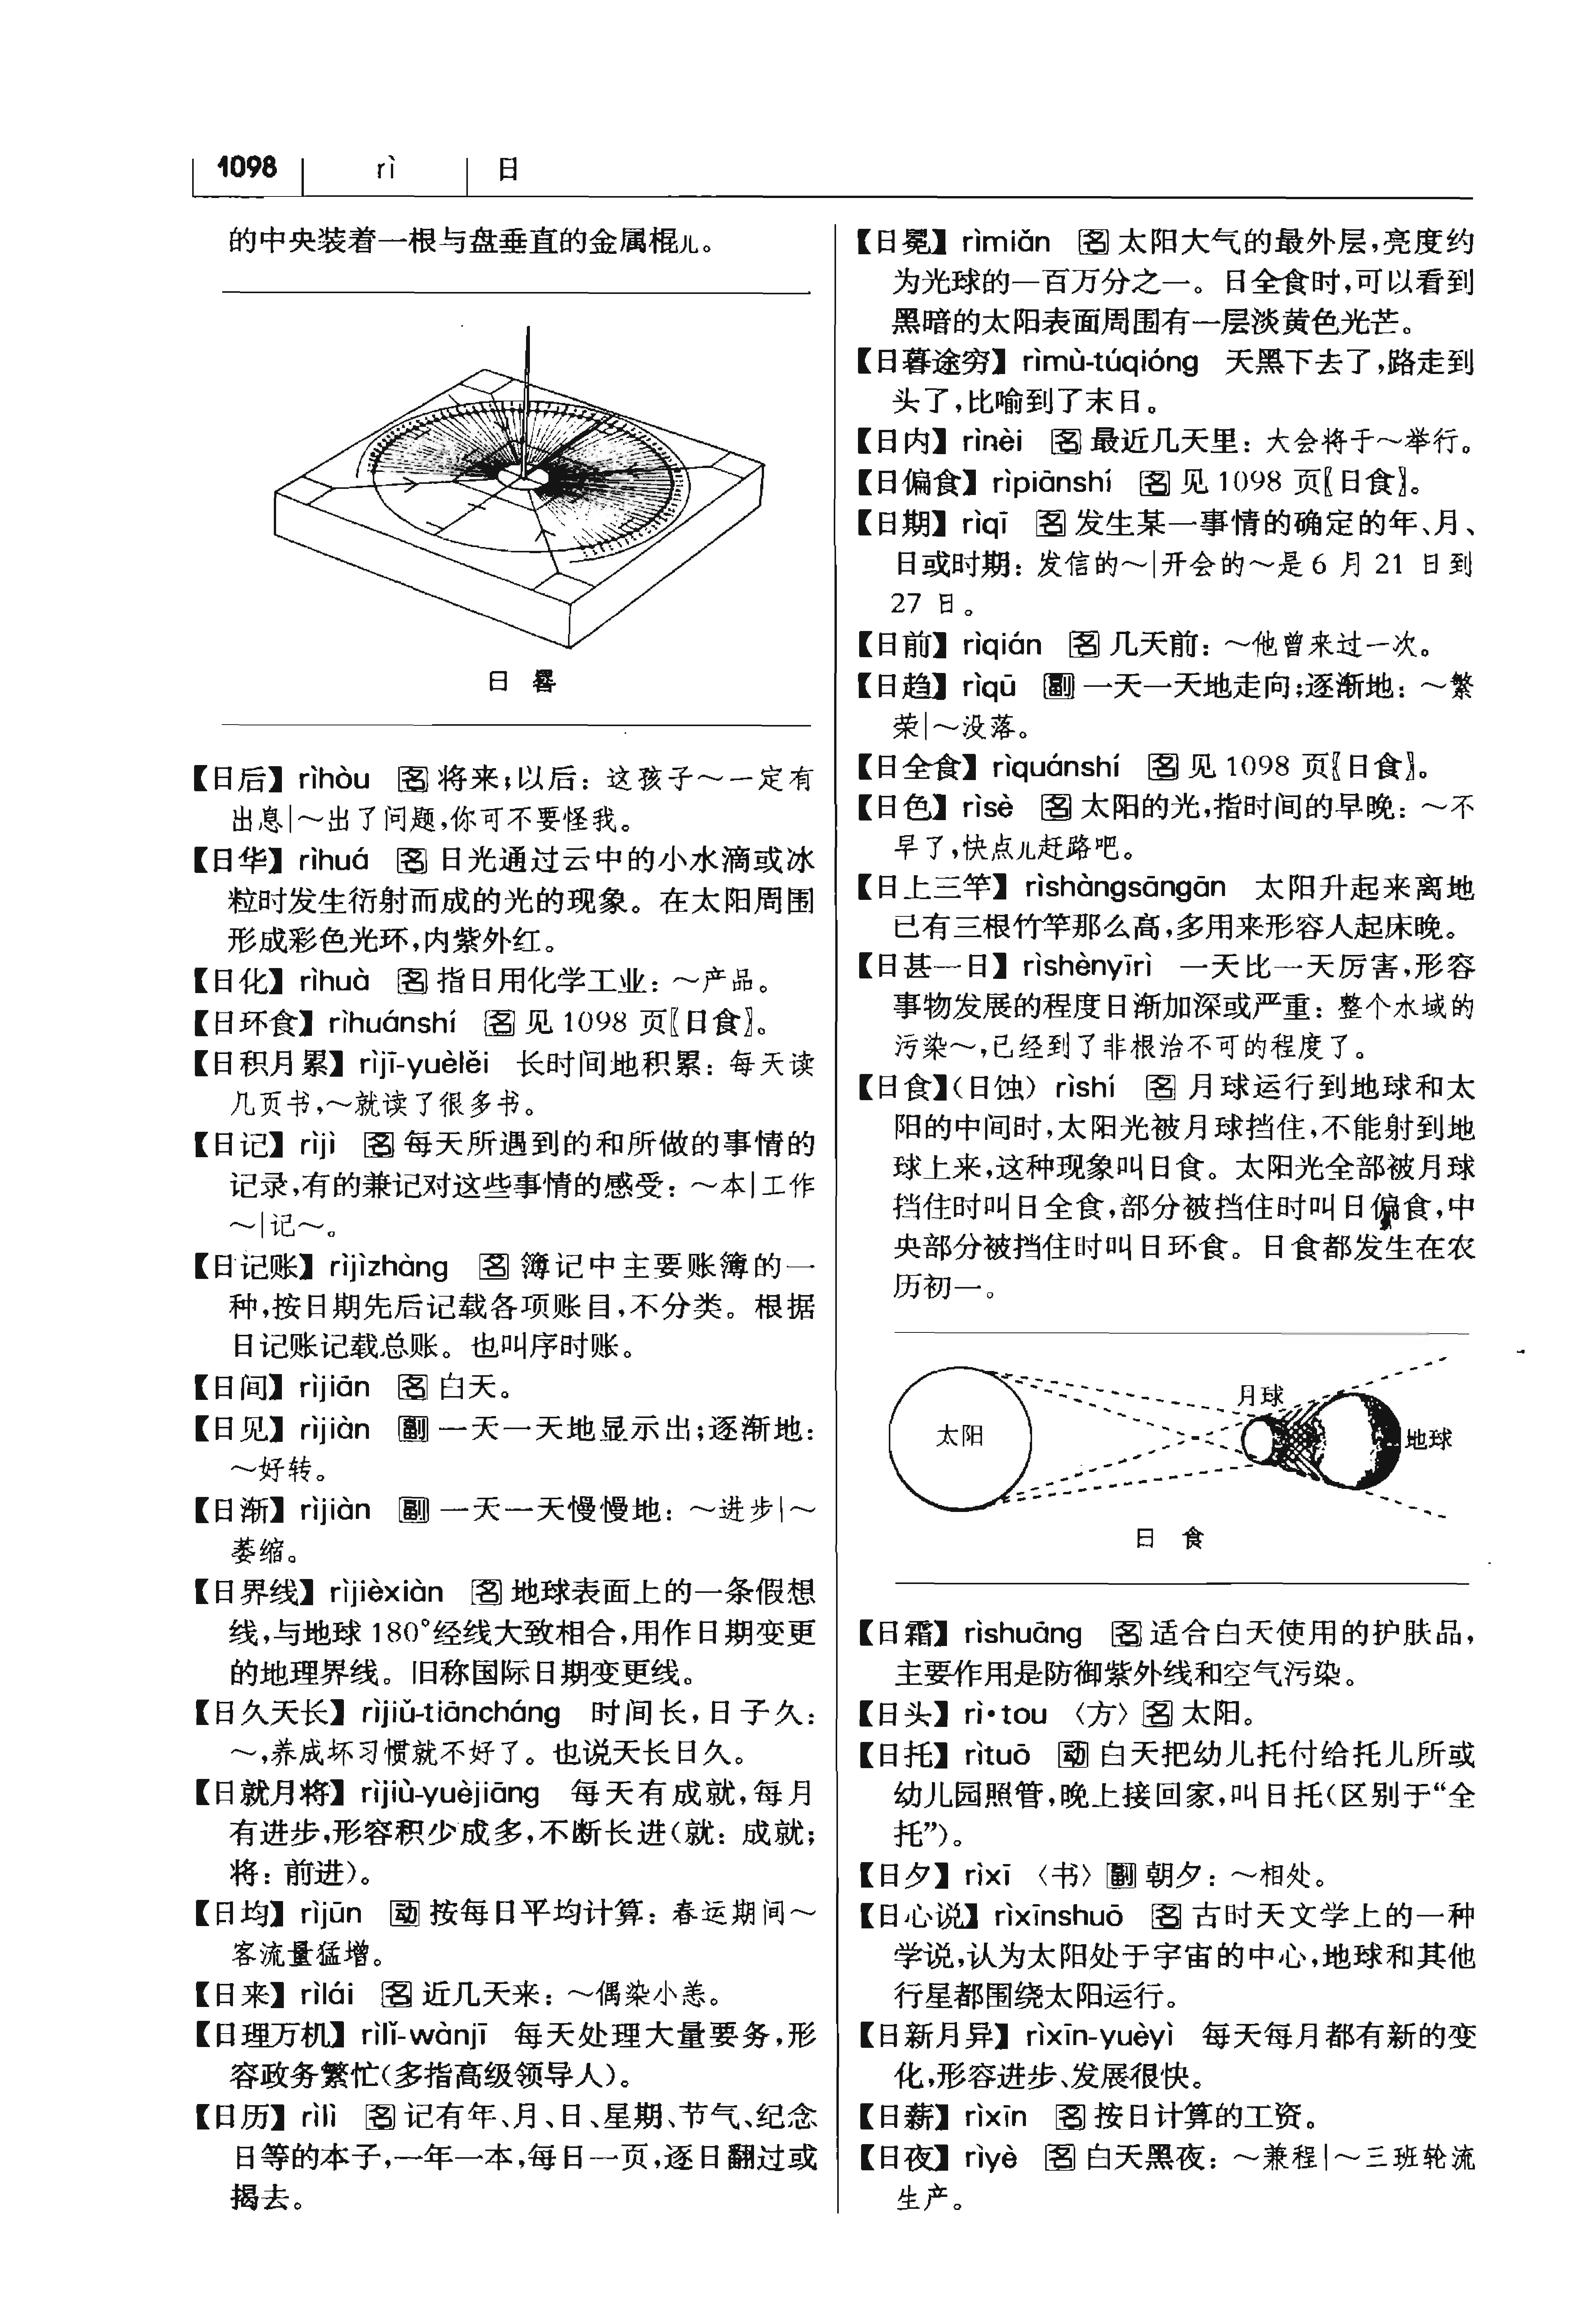 1098 rì 日
的中央装着一根与盘垂直的金属棍儿。
日 晷
【日后】 rìhòu 名 将来;以后: 这孩子～一定有
出息|～出了问题,你可不要怪我。
【日华】 rìhuá 名 日光通过云中的小水滴或冰
粒时发生衍射而成的光的现象。在太阳周围
形成彩色光环,内紫外红。
【日化】 rìhuà 名 指日用化学工业: ～产品。
【日环食】 rìhuánshí 名 见 1098 页〖日食〗。
【日积月累】 rìjī-yuèlěi 长时间地积累: 每天读
几页书,～就读了很多书。
【日记】 rìjì 名 每天所遇到的和所做的事情的
记录,有的兼记对这些事情的感受: ～本|工作
～|记～。
【日记账】 rìjìzhàng 名 簿记中主要账簿的一
种,按日期先后记载各项账目,不分类。根据
日记账记载总账。也叫序时账。
【日间】 rìjiān 名 白天。
【日见】 rìjiàn 副 一天一天地显示出;逐渐地:
～好转。
【日渐】 rìjiàn 副 一天一天慢慢地: ～进步|～
萎缩。
【日界线】 rìjièxiàn 名 地球表面上的一条假想
线,与地球 180°经线大致相合,用作日期变更
的地理界线。旧称国际日期变更线。
【日久天长】 rìjiǔ-tiāncháng 时间长,日子久:
～,养成坏习惯就不好了。也说天长日久。
【日就月将】 rìjiù-yuèjiāng 每天有成就,每月
有进步,形容积少成多,不断长进(就: 成就;
将: 前进)。
【日均】 rìjūn 动 按每日平均计算: 春运期间～
客流量猛增。
【日来】 rìlái 名 近几天来: ～偶染小恙。
【日理万机】 rìlǐ-wànjī 每天处理大量要务,形
容政务繁忙(多指高级领导人)。
【日历】 rìlì 名 记有年、月、日、星期、节气、纪念
日等的本子,一年一本,每日一页,逐日翻过或
揭去。
【日冕】 rìmiǎn 名 太阳大气的最外层,亮度约
为光球的一百万分之一。日全食时,可以看到
黑暗的太阳表面周围有一层淡黄色光芒。
【日暮途穷】 rìmù-túqióng 天黑下去了,路走到
头了,比喻到了末日。
【日内】 rìnèi 名 最近几天里: 大会将于～举行。
【日偏食】 rìpiānshí 名 见 1098 页〖日食〗。
【日期】 rìqī 名 发生某一事情的确定的年、月、
日或时期: 发信的～|开会的～是 6 月 21 日到
27 日。
【日前】 rìqián 名 几天前: ～他曾来过一次。
【日趋】 rìqū 副 一天一天地走向;逐渐地: ～繁
荣|～没落。
【日全食】 rìquánshí 名 见 1098 页〖日食〗。
【日色】 rìsè 名 太阳的光,指时间的早晚: ～不
早了,快点儿赶路吧。
【日上三竿】 rìshàngsāngān 太阳升起来离地
已有三根竹竿那么高,多用来形容人起床晚。
【日甚一日】 rìshènyīrì 一天比一天厉害,形容
事物发展的程度日渐加深或严重: 整个水域的
污染～,已经到了非根治不可的程度了。
【日食】(日蚀) rìshí 名 月球运行到地球和太
阳的中间时,太阳光被月球挡住,不能射到地
球上来,这种现象叫日食。太阳光全部被月球
挡住时叫日全食,部分被挡住时叫日偏食,中
央部分被挡住时叫日环食。日食都发生在农
历初一。
月球
太阳
地球
日 食
【日霜】 rìshuāng 名 适合白天使用的护肤品,
主要作用是防御紫外线和空气污染。
【日头】 rì•tou 〈方〉名 太阳。
【日托】 rìtuō 动 白天把幼儿托付给托儿所或
幼儿园照管,晚上接回家,叫日托(区别于“全
托”)。
【日夕】 rìxī 〈书〉副 朝夕: ～相处。
【日心说】 rìxīnshuō 名 古时天文学上的一种
学说,认为太阳处于宇宙的中心,地球和其他
行星都围绕太阳运行。
【日新月异】 rìxīn-yuèyì 每天每月都有新的变
化,形容进步、发展很快。
【日薪】 rìxīn 名 按日计算的工资。
【日夜】 rìyè 名 白天黑夜: ～兼程|～三班轮流
生产。